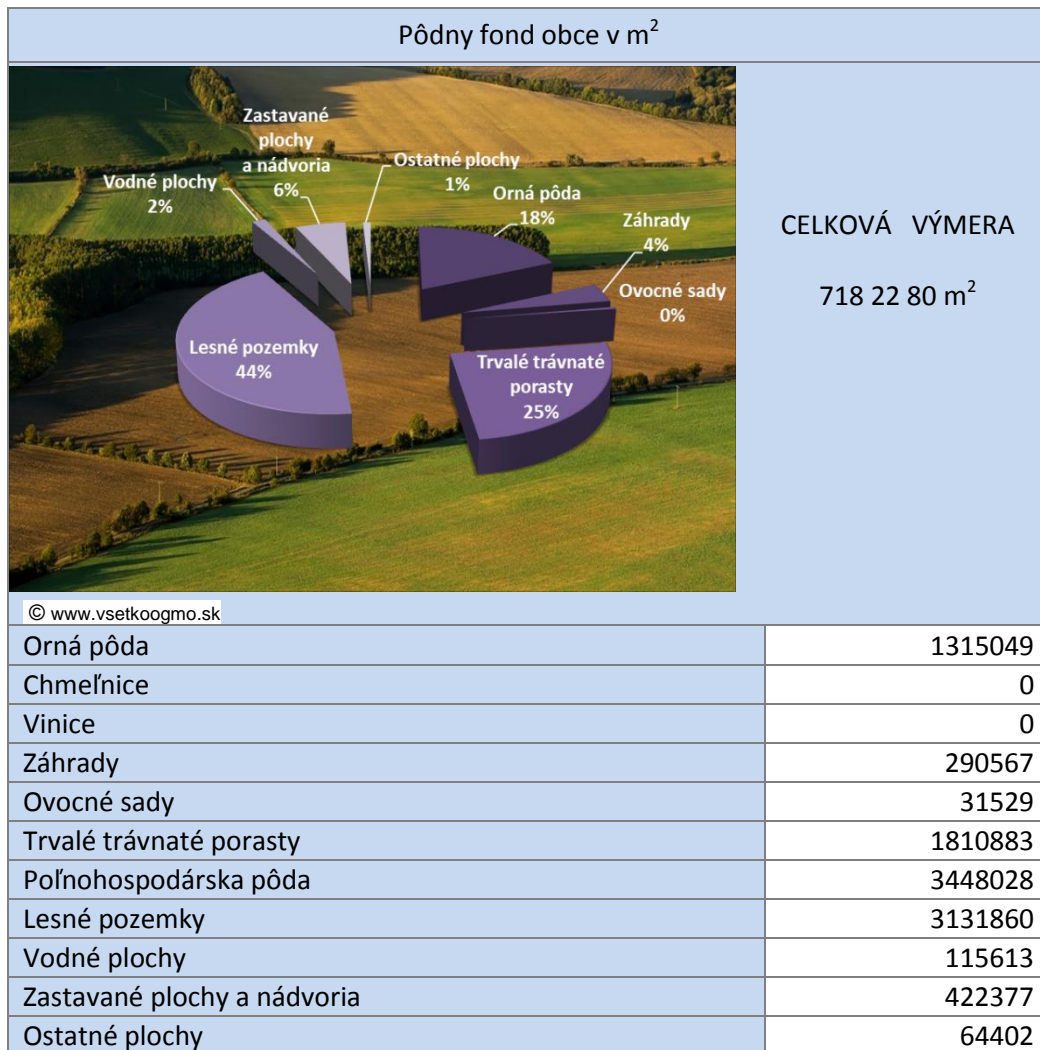 Pôdny fond obce v m²
Zastavané
plochy
a nádvoria
6%
Ostatné plochy
1%
Vodné plochy
2%
Orná pôda
18%
Záhrady
4%
Ovocné sady
0%
Lesné pozemky
44%
Trvalé trávnaté
porasty
25%
CELKOVÁ VÝMERA
718 22 80 m²
© www.vsetkoogmo.sk
Orná pôda 1315049
Chmeľnice 0
Vinice 0
Záhrady 290567
Ovocné sady 31529
Trvalé trávnaté porasty 1810883
Poľnohospodárska pôda 3448028
Lesné pozemky 3131860
Vodné plochy 115613
Zastavané plochy a nádvoria 422377
Ostatné plochy 64402